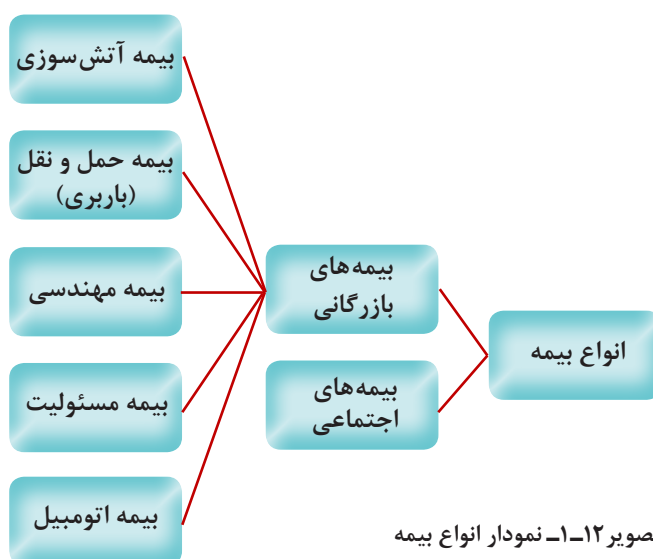 انواع بیمه
بیمه‌های
بازرگانی
بیمه‌های
اجتماعی
بیمه آتش‌سوزی
بیمه حمل و نقل
(باربری)
بیمه مهندسی
بیمه مسئولیت
بیمه اتومبیل
صویر۱۲ـ۱ـ نمودار انواع بیمه